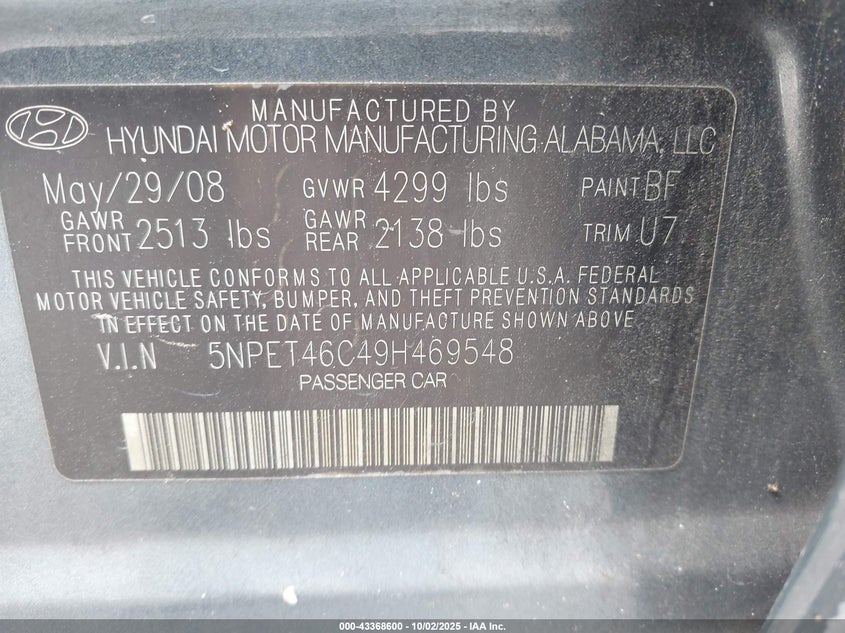 MANUFACTURED BY
HYUNDAI MOTOR MANUFACTURING ALABAMA, LLC
May/29/08 GVWR 4299 lbs PAINT BF
GAWR FRONT 2513 lbs GAWR REAR 2138 lbs TRIM U7
THIS VEHICLE CONFORMS TO ALL APPLICABLE U.S.A. FEDERAL
MOTOR VEHICLE SAFETY, BUMPER, AND THEFT PREVENTION STANDARDS
IN EFFECT ON THE DATE OF MANUFACTURE SHOWN ABOVE
V.I.N 5NPET46C49H469548
PASSENGER CAR
000-43368600 - 10/02/2025 - IAA Inc.